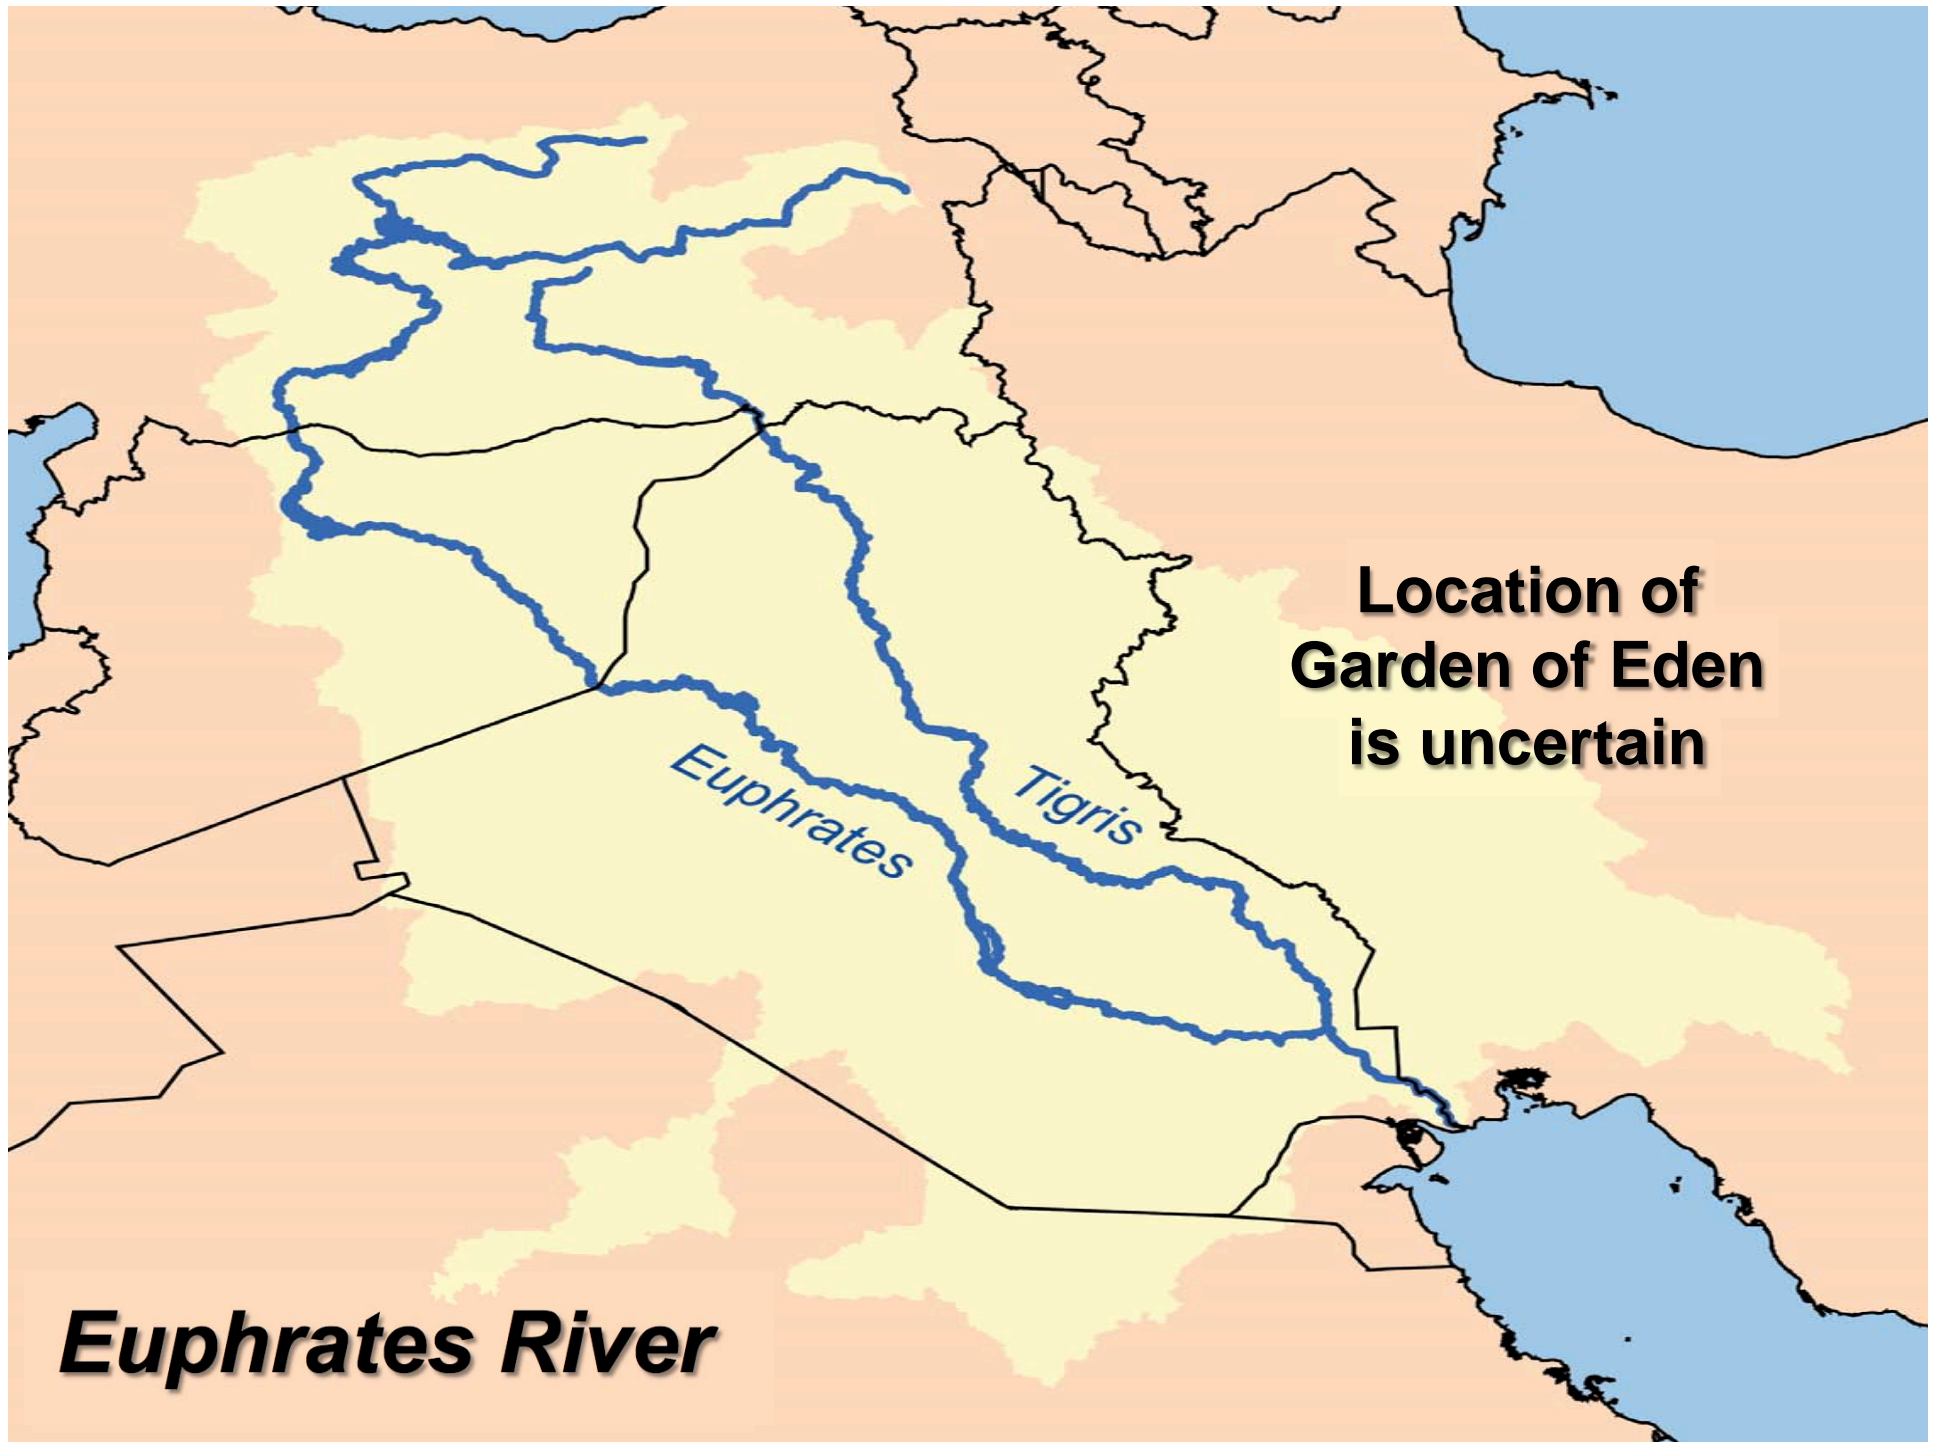 Location of
Garden of Eden
is uncertain
Euphrates
Tigris
Euphrates River